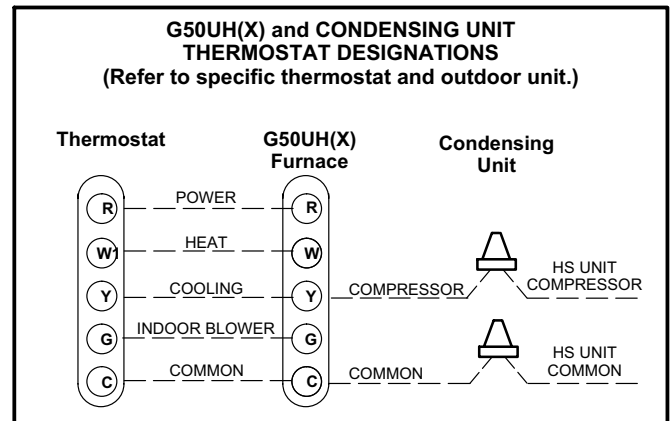 G50UH(X) and CONDENSING UNIT
THERMOSTAT DESIGNATIONS
(Refer to specific thermostat and outdoor unit.)
Thermostat
G50UH(X)
Furnace
Condensing
Unit
R POWER R
W1 HEAT W
Y COOLING Y COMPRESSOR HS UNIT
COMPRESSOR
G INDOOR BLOWER G
C COMMON C COMMON HS UNIT
COMMON